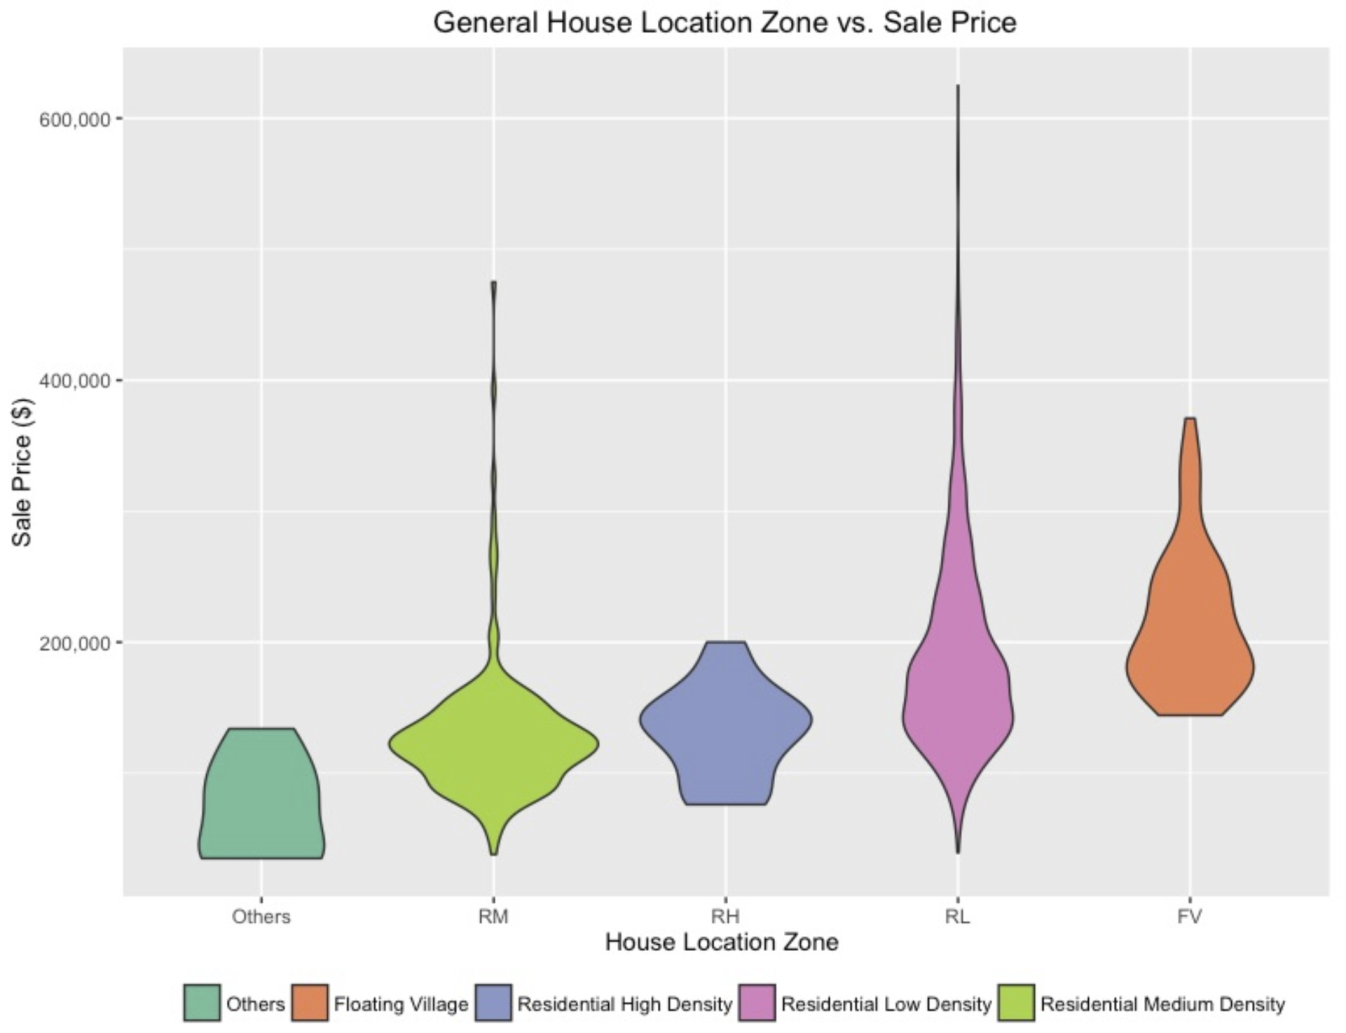 General House Location Zone vs. Sale Price
600,000
400,000
200,000
Sale Price ($)
Others RM RH RL FV
House Location Zone
Others Floating Village Residential High Density Residential Low Density Residential Medium Density